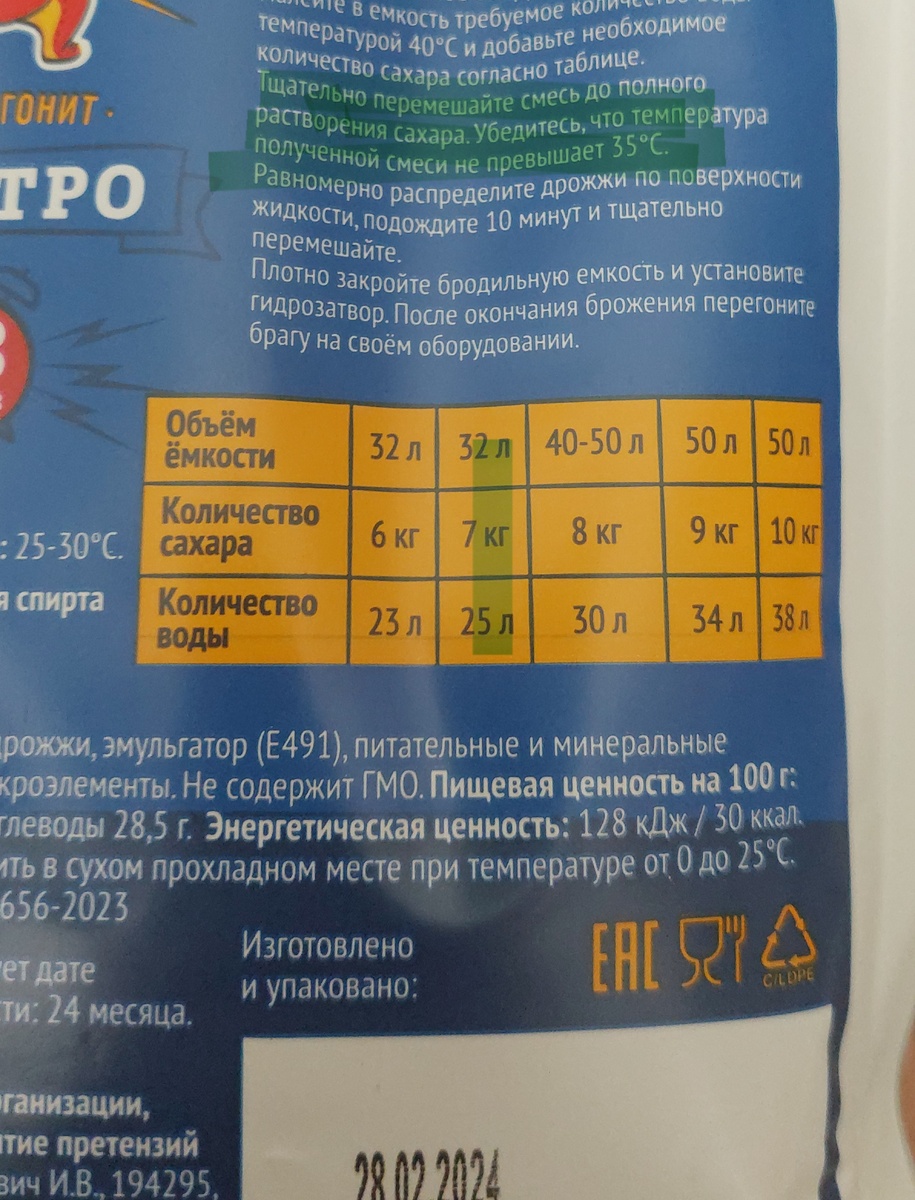 в емкость требуемое
температурой 40°С и добавьте необходимое
количество сахара согласно таблице.
Тщательно перемешайте смесь до полного
растворения сахара. Убедитесь, что температура
полученной смеси не превышает 35°С.
Равномерно распределите дрожжи по поверхности
жидкости, подождите 10 минут и тщательно
перемешайте.
Плотно закройте бродильную емкость и установите
гидрозатвор. После окончания брожения перегоните
брагу на своём оборудовании.
ГОНИТ ·
ТРО
Объём ёмкости 32 л 32 л 40-50 л 50 л 50 л
Количество сахара 6 кг 7 кг 8 кг 9 кг 10 кг
Количество воды 23 л 25 л 30 л 34 л 38 л
: 25-30°С.
я спирта
дрожжи, эмульгатор (Е491), питательные и минеральные
кроэлементы. Не содержит ГМО. Пищевая ценность на 100 г:
глеводы 28,5 г. Энергетическая ценность: 128 кДж / 30 ккал.
ить в сухом прохладном месте при температуре от 0 до 25°С.
656-2023
Изготовлено
и упаковано:
EAC
C/LDPE
ет дате
ти: 24 месяца.
рганизации,
тие претензий
вич И.В., 194295,
28.02.2024